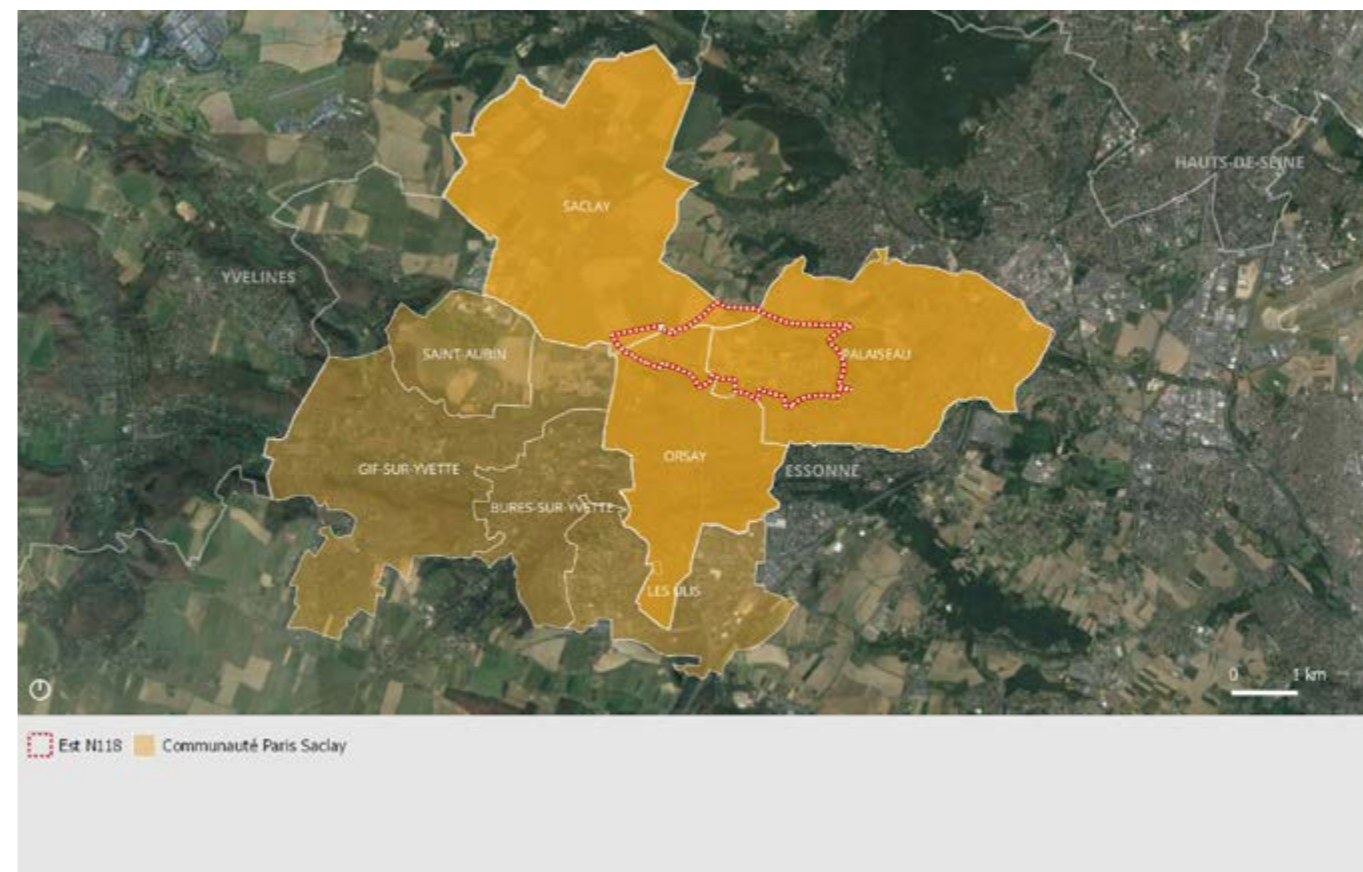 HAUTS-DE-SEINE
SACLAY
YVELINES
SAINT-AUBIN
PALAISEAU
ORSAY
GIF-SUR-YVETTE
ESSONNE
BURES-SUR-YVETTE
LES ULIS
0 1 km
Est N118 Communauté Paris Saclay